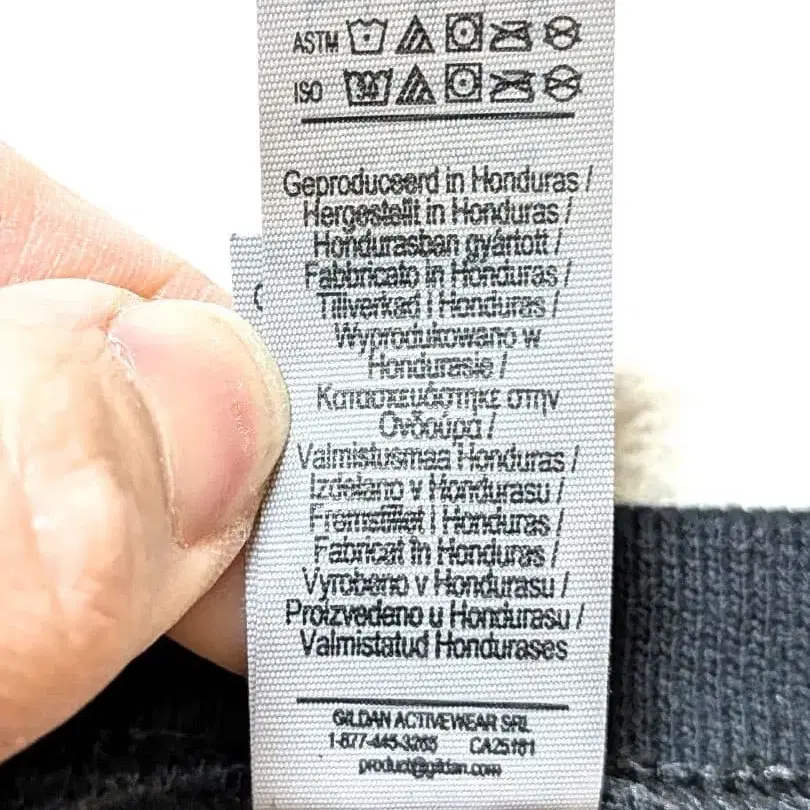 ASTM
ISO 30
Geproduceerd in Honduras /
Hergestellt in Honduras /
Hondurasban gyártott /
Fabbricato in Honduras /
Tillverkad i Honduras /
Wyprodukowano w
Hondurasie /
Κατασκευάστηκε στην
Ονδούρα /
Valmistusmaa Honduras /
Izdelano v Hondurasu /
Fremstillet i Honduras /
Fabricat în Honduras /
Vyrobeno v Hondurasu /
Proizvedeno u Hondurasu /
Valmistatud Hondurases
GILDAN ACTIVEWEAR SRL
1-877-445-3265 CA25181
product@gildan.com